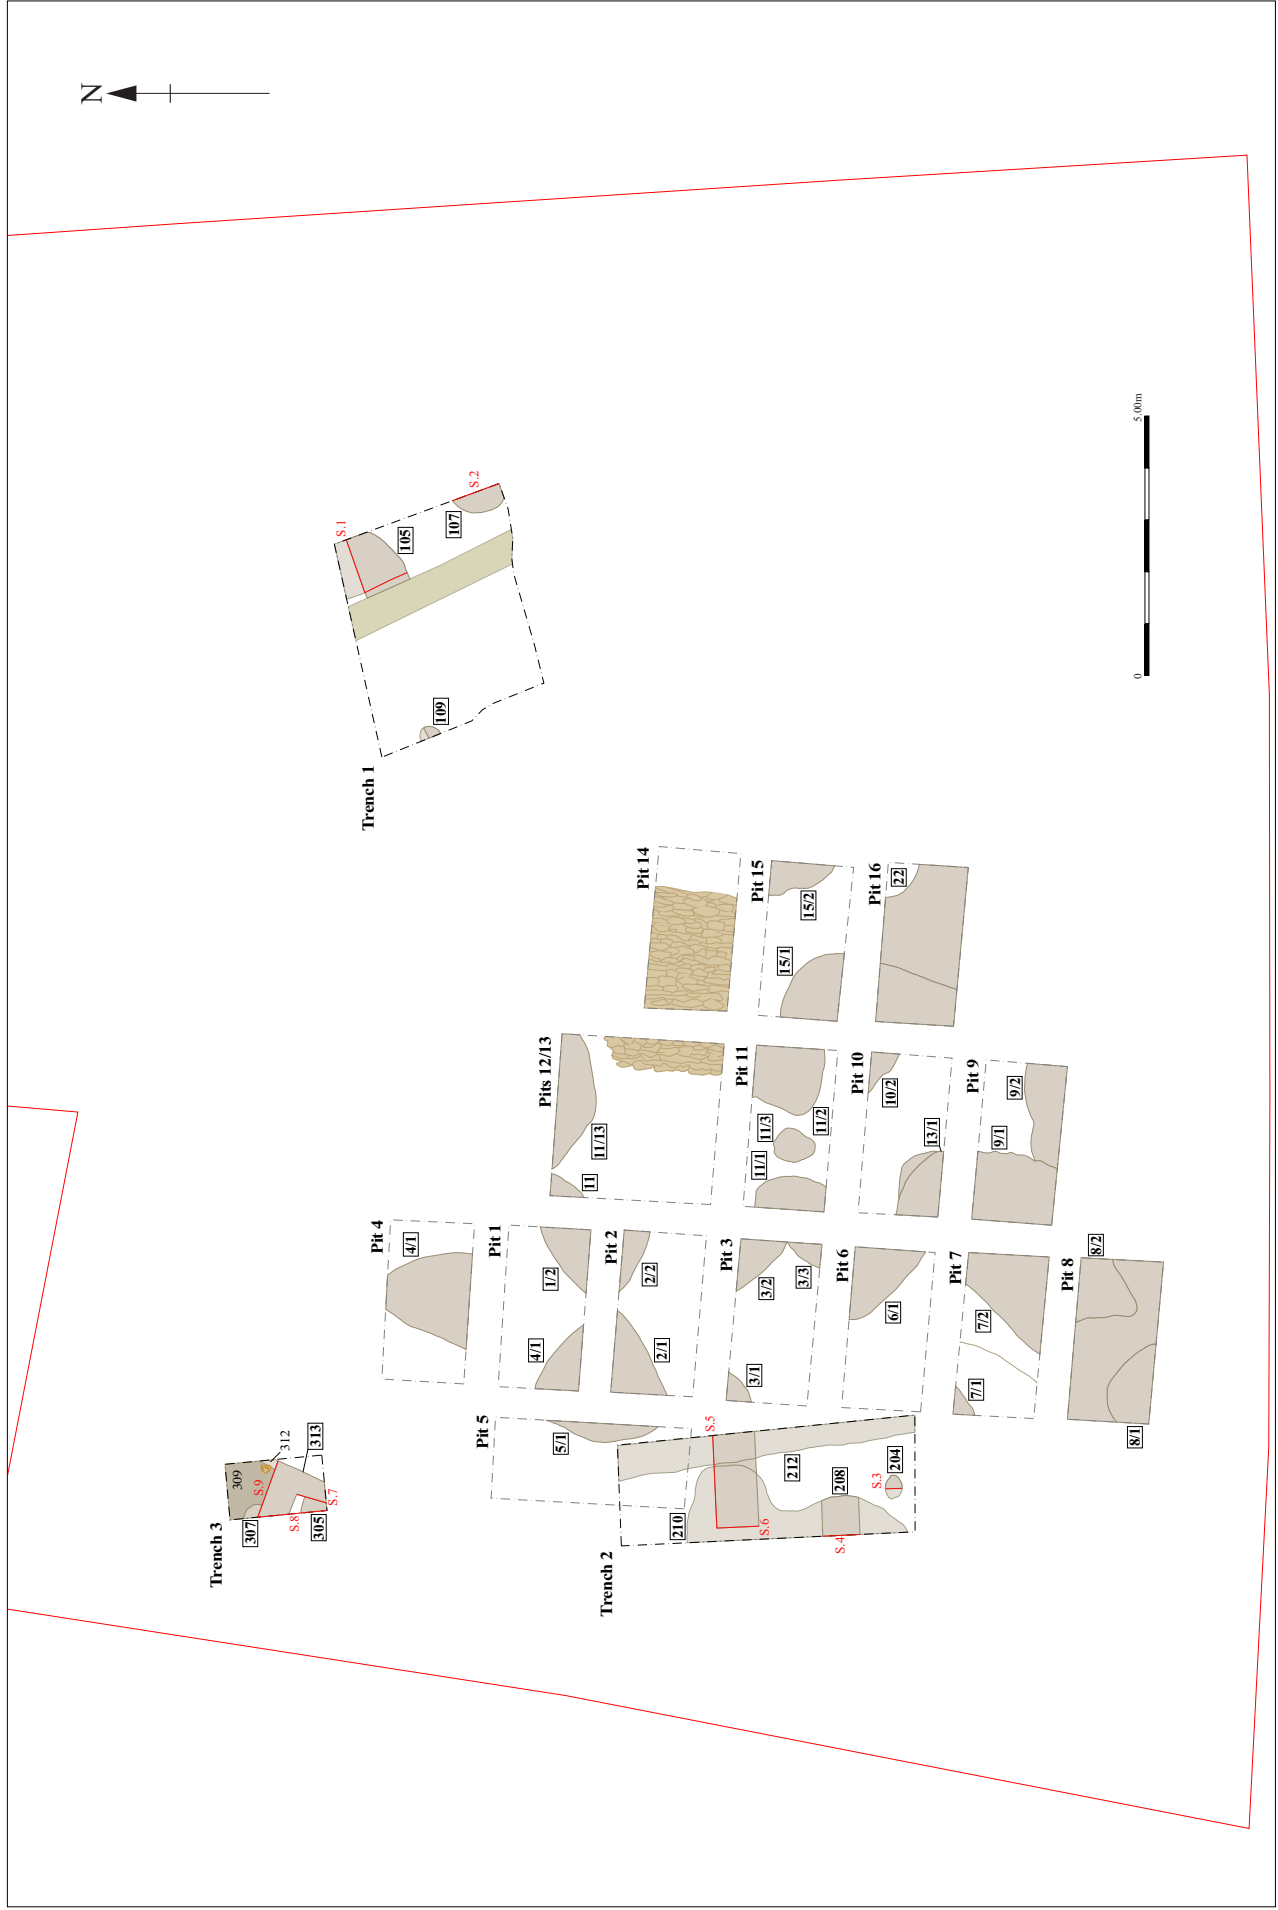 N
Trench 3
309
312
313
S.9
307
S.8
S.7
305
Trench 1
S.1
105
S.2
107
109
Pit 4
4/1
Pit 1
1/2
4/1
Pit 2
2/2
2/1
Pit 3
3/2
3/3
3/1
Pit 6
6/1
Pit 7
7/2
7/1
Pit 8
8/2
8/1
Pit 5
5/1
Trench 2
S.5
212
210
S.6
208
S.4
S.3
204
Pits 12/13
11/13
11
Pit 11
11/3
11/2
11/1
Pit 10
10/2
13/1
Pit 9
9/2
9/1
Pit 14
Pit 15
15/2
15/1
Pit 16
22
0
5.00m